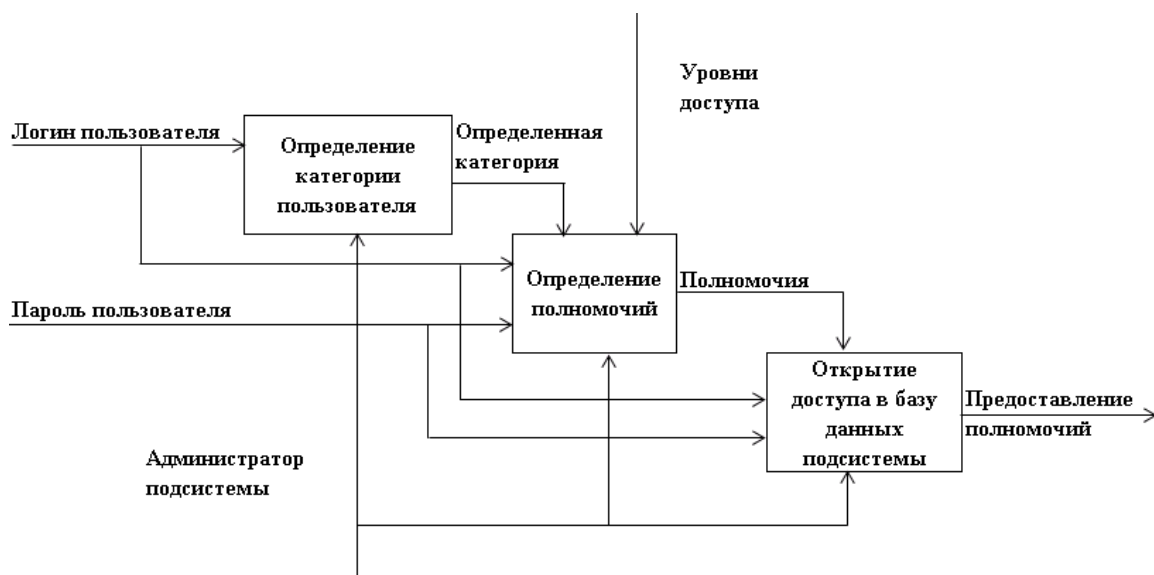 Уровни
доступа
Логин пользователя
Определение
категории
пользователя
Определенная
категория
Определение
полномочий
Полномочия
Пароль пользователя
Открытие
доступа в базу
данных
подсистемы
Предоставление
полномочий
Администратор
подсистемы